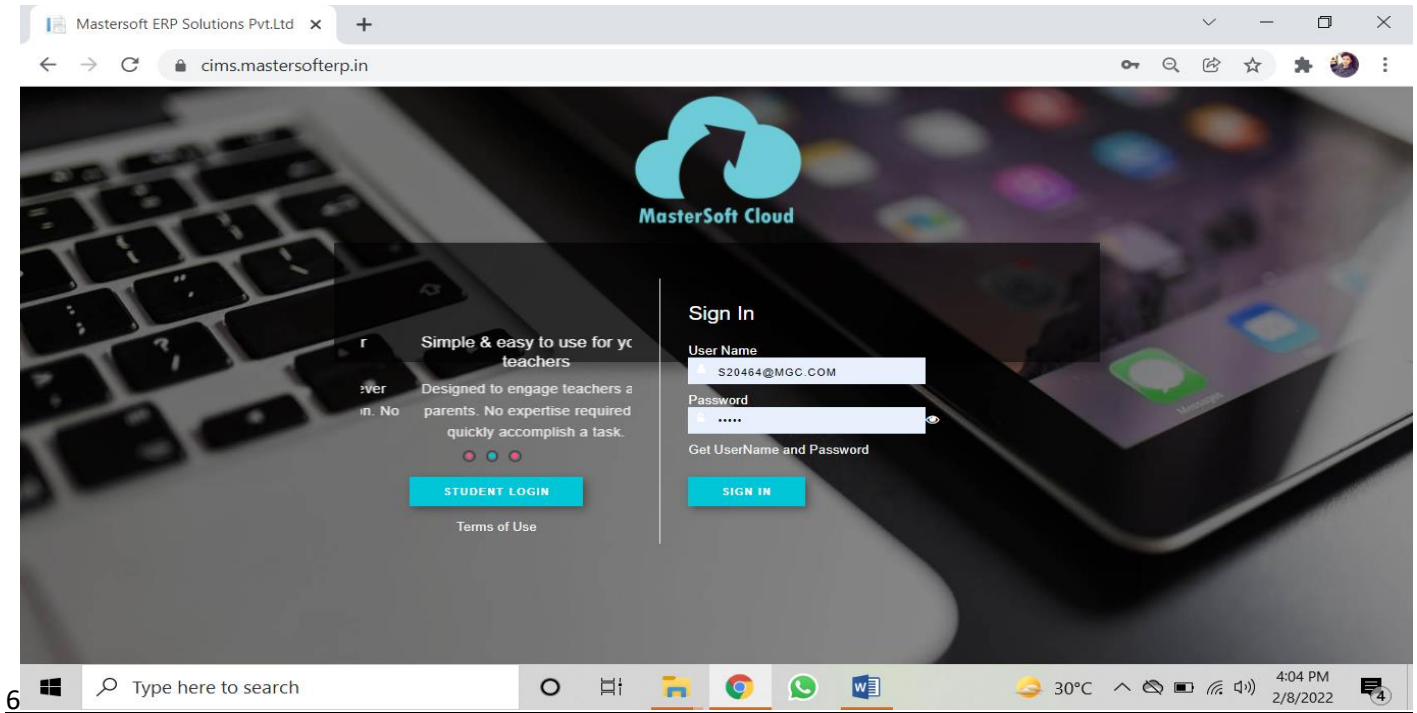 Mastersoft ERP Solutions Pvt.Ltd
cims.mastersofterp.in
MasterSoft Cloud
r
ever
n. No
Simple & easy to use for yo
teachers
Designed to engage teachers a
parents. No expertise required
quickly accomplish a task.
STUDENT LOGIN
Terms of Use
Sign In
User Name
S20464@MGC.COM
Password
•••••
Get UserName and Password
SIGN IN
Messages
6
Type here to search
30°C
4:04 PM
2/8/2022
4